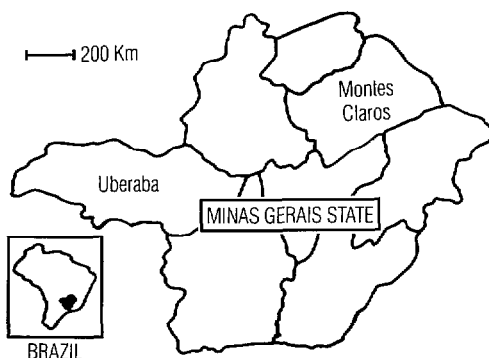 200 Km
Montes
Claros
Uberaba
MINAS GERAIS STATE
BRAZIL